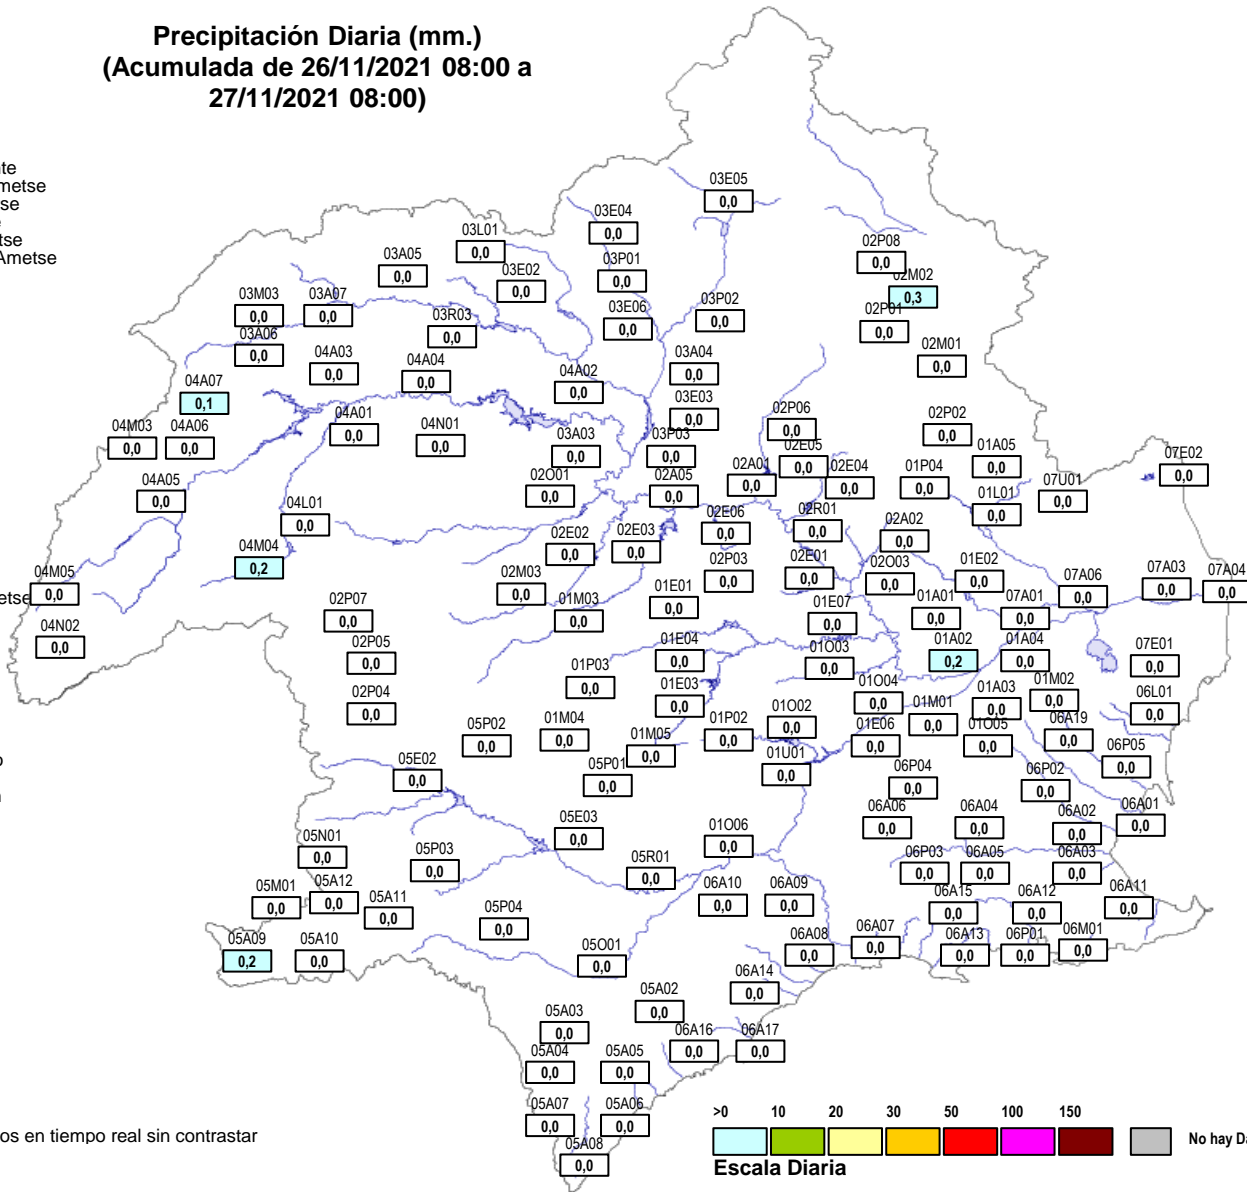 Precipitación Diaria (mm.)
(Acumulada de 26/11/2021 08:00 a
27/11/2021 08:00)
03E05
0,0
03E04
0,0
03L01
0,0
03A05
0,0
03P01
0,0
03E02
0,0
02P08
0,0
02M02
0,3
03M03
0,0
03A07
0,0
03P02
0,0
03E06
0,0
02P01
0,0
03R03
0,0
03A06
0,0
04A03
0,0
04A04
0,0
03A04
0,0
02M01
0,0
04A07
0,1
04A02
0,0
03E03
0,0
04A01
0,0
02P06
0,0
02P02
0,0
04M03
0,0
04A06
0,0
04N01
0,0
03A03
0,0
03P03
0,0
02E05
0,0
01A05
0,0
07E02
0,0
04A05
0,0
02O01
0,0
02A05
0,0
02A01
0,0
02E04
0,0
01P04
0,0
07U01
0,0
01L01
0,0
04L01
0,0
02E06
0,0
02R01
0,0
02A02
0,0
04M04
0,2
02E02
0,0
02E03
0,0
04M05
0,0
02M03
0,0
02P03
0,0
02E01
0,0
02O03
0,0
01E02
0,0
07A06
0,0
07A03
0,0
07A04
0,0
02P07
0,0
01M03
0,0
01E01
0,0
01E07
0,0
01A01
0,0
07A01
0,0
04N02
0,0
02P05
0,0
01E04
0,0
01O03
0,0
01A02
0,2
01A04
0,0
07E01
0,0
01P03
0,0
01E03
0,0
01O04
0,0
01A03
0,0
01M02
0,0
06L01
0,0
02P04
0,0
05P02
0,0
01M04
0,0
01M05
0,0
01P02
0,0
01O02
0,0
01E06
0,0
01M01
0,0
01O05
0,0
06A19
0,0
06P05
0,0
05E02
0,0
05P01
0,0
01U01
0,0
06P04
0,0
06P02
0,0
05E03
0,0
01O06
0,0
06A06
0,0
06A04
0,0
06A02
0,0
06A01
0,0
05N01
0,0
05P03
0,0
05R01
0,0
06P03
0,0
06A05
0,0
06A03
0,0
05M01
0,0
05A12
0,0
05A11
0,0
06A10
0,0
06A09
0,0
06A15
0,0
06A12
0,0
06A11
0,0
05P04
0,0
05A09
0,2
05A10
0,0
05O01
0,0
06A08
0,0
06A07
0,0
06A13
0,0
06P01
0,0
06M01
0,0
06A14
0,0
05A02
0,0
05A03
0,0
06A16
0,0
06A17
0,0
05A04
0,0
05A05
0,0
05A07
0,0
05A06
0,0
05A08
0,0
os en tiempo real sin contrastar
>0 10 20 30 50 100 150
No hay Da
Escala Diaria